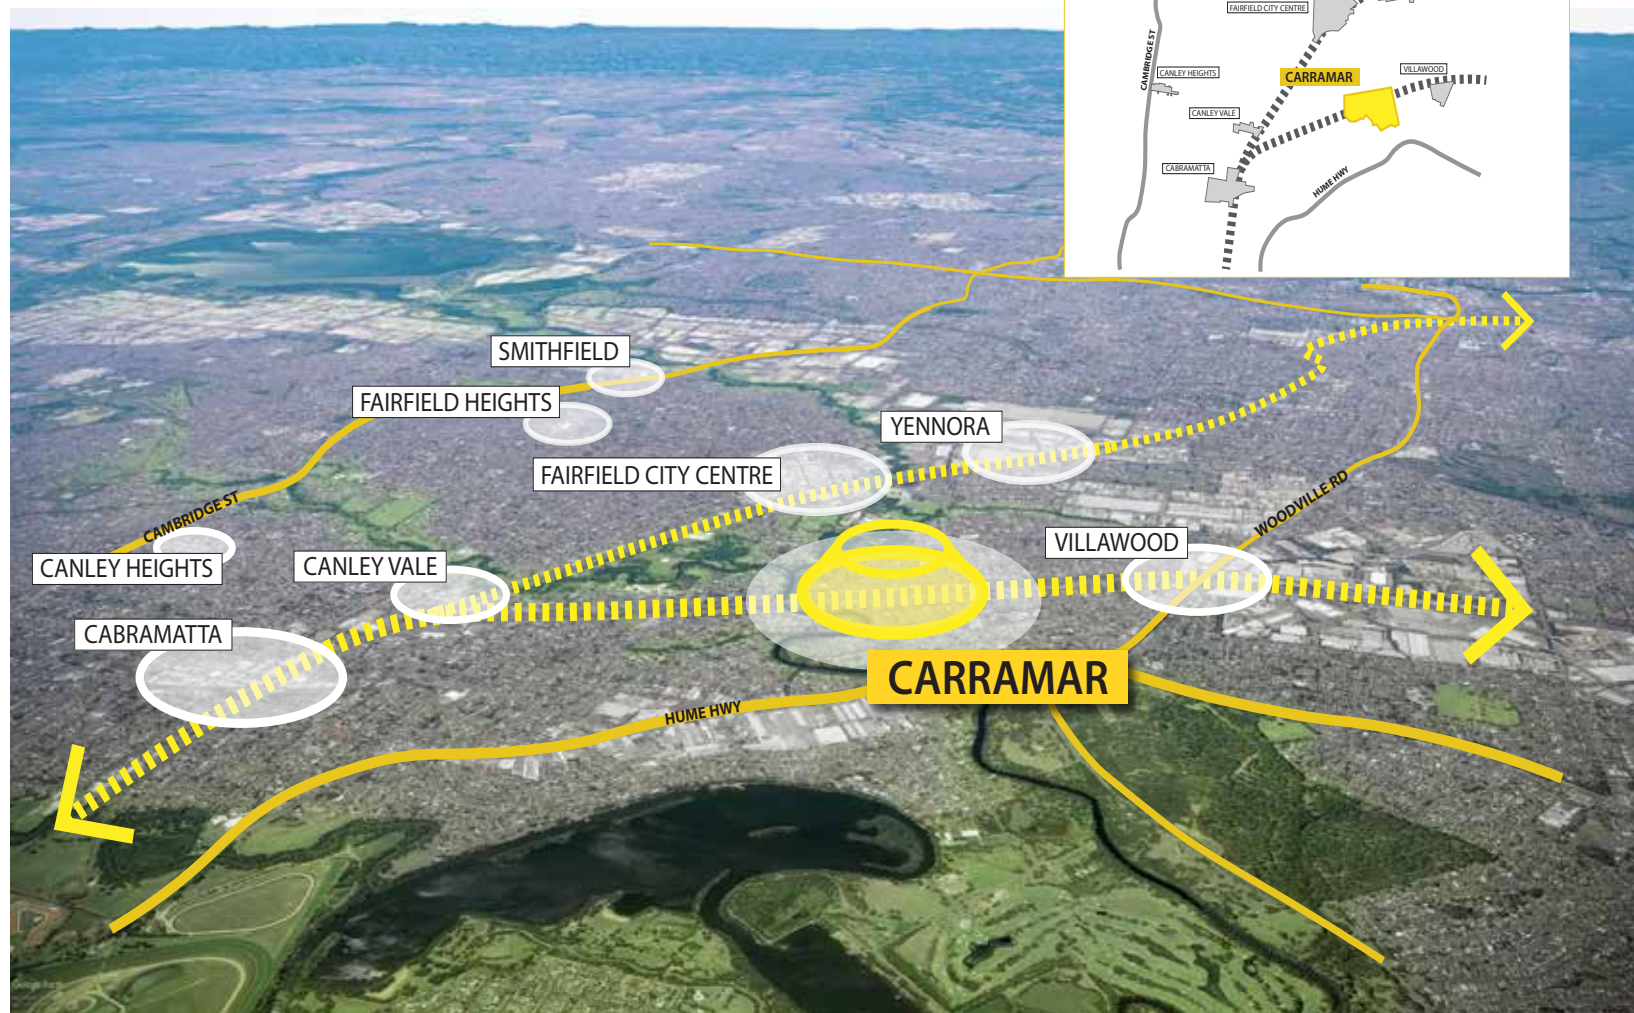 FAIRFIELD CITY CENTRE
CAMBRIDGE ST
CANLEY HEIGHTS
CARRAMAR
VILLAWOOD
CANLEY VALE
CABRAMATTA
HUME HWY
SMITHFIELD
FAIRFIELD HEIGHTS
YENNORA
FAIRFIELD CITY CENTRE
WOODVILLE RD
CAMBRIDGE ST
VILLAWOOD
CANLEY HEIGHTS
CANLEY VALE
CABRAMATTA
CARRAMAR
HUME HWY